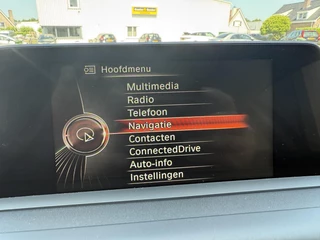 Hoofdmenu
Multimedia
Radio
Telefoon
Navigatie
Contacten
ConnectedDrive
Auto-info
Instellingen